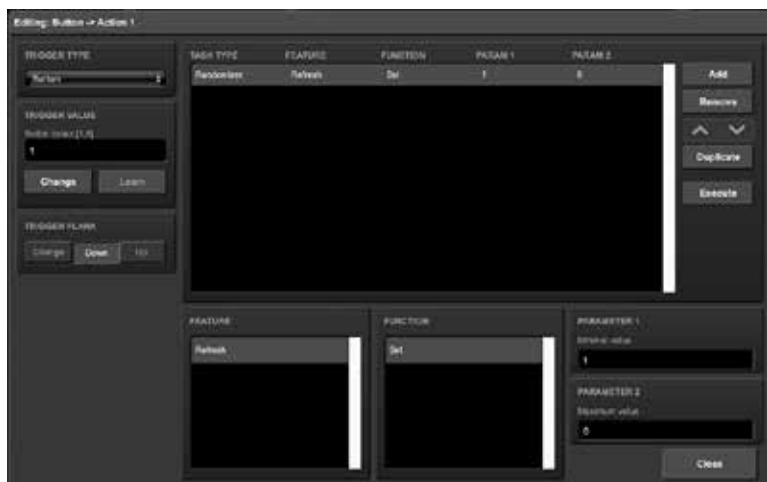 Editing: Button -> Action 1
TRIGGER TYPE
Button
TRIGGER VALUE
Button Index [1,8]
1
Change Learn
TRIGGER FLANK
Change Down Up
TASK TYPE FEATURE FUNCTION PARAM 1 PARAM 2
Randomizer Refresh Set 1 6
Add
Remove
Duplicate
Execute
FEATURE
Refresh
FUNCTION
Set
PARAMETER 1
Minimal value
1
PARAMETER 2
Maximum value
6
Close